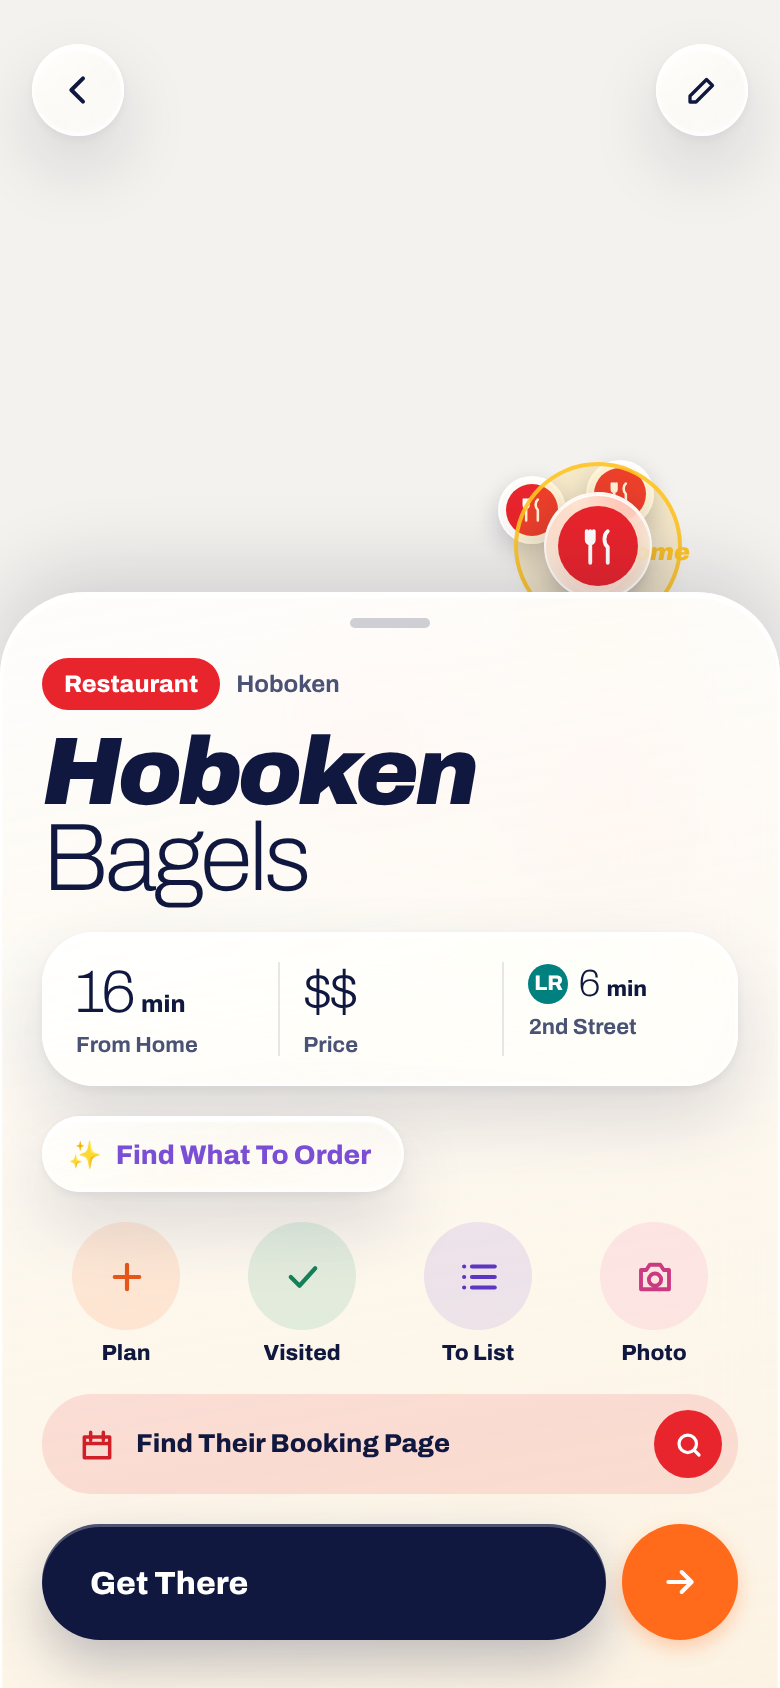 me
Restaurant
Hoboken
Hoboken
Bagels
16 min
From Home
$$
Price
LR 6 min
2nd Street
✨ Find What To Order
Plan
Visited
To List
Photo
Find Their Booking Page
Get There